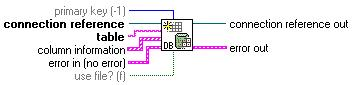 primary key (-1)
connection reference
connection reference out
table
column information
DB
error in (no error)
error out
use file? (f)